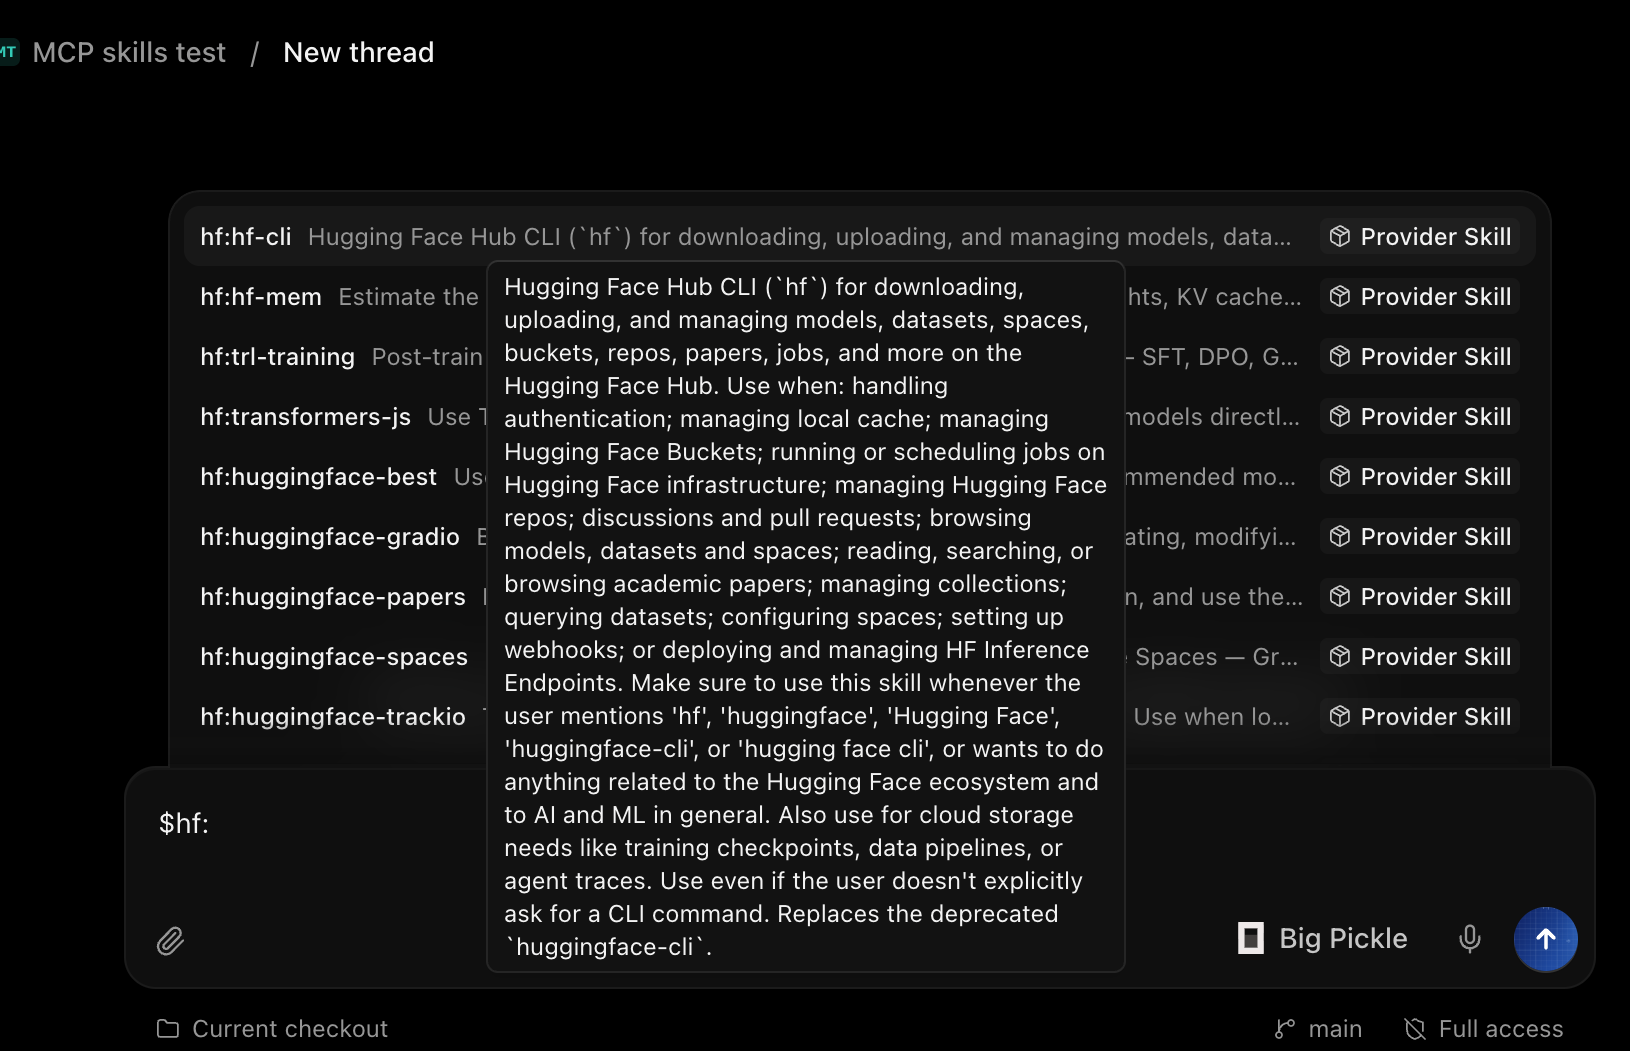 MT MCP skills test / New thread
hf:hf-cli Hugging Face Hub CLI (`hf`) for downloading, uploading, and managing models, data... Provider Skill
hf:hf-mem Estimate the hts, KV cache... Provider Skill
hf:trl-training Post-train – SFT, DPO, G... Provider Skill
hf:transformers-js Use models directl... Provider Skill
hf:huggingface-best mmended mo... Provider Skill
hf:huggingface-gradio ating, modifyi... Provider Skill
hf:huggingface-papers n, and use the... Provider Skill
hf:huggingface-spaces Spaces — Gr... Provider Skill
hf:huggingface-trackio Use when lo... Provider Skill
Hugging Face Hub CLI (`hf`) for downloading,
uploading, and managing models, datasets, spaces,
buckets, repos, papers, jobs, and more on the
Hugging Face Hub. Use when: handling
authentication; managing local cache; managing
Hugging Face Buckets; running or scheduling jobs on
Hugging Face infrastructure; managing Hugging Face
repos; discussions and pull requests; browsing
models, datasets and spaces; reading, searching, or
browsing academic papers; managing collections;
querying datasets; configuring spaces; setting up
webhooks; or deploying and managing HF Inference
Endpoints. Make sure to use this skill whenever the
user mentions 'hf', 'huggingface', 'Hugging Face',
'huggingface-cli', or 'hugging face cli', or wants to do
anything related to the Hugging Face ecosystem and
to AI and ML in general. Also use for cloud storage
needs like training checkpoints, data pipelines, or
agent traces. Use even if the user doesn't explicitly
ask for a CLI command. Replaces the deprecated
`huggingface-cli`.
$hf:
Big Pickle
Current checkout main Full access